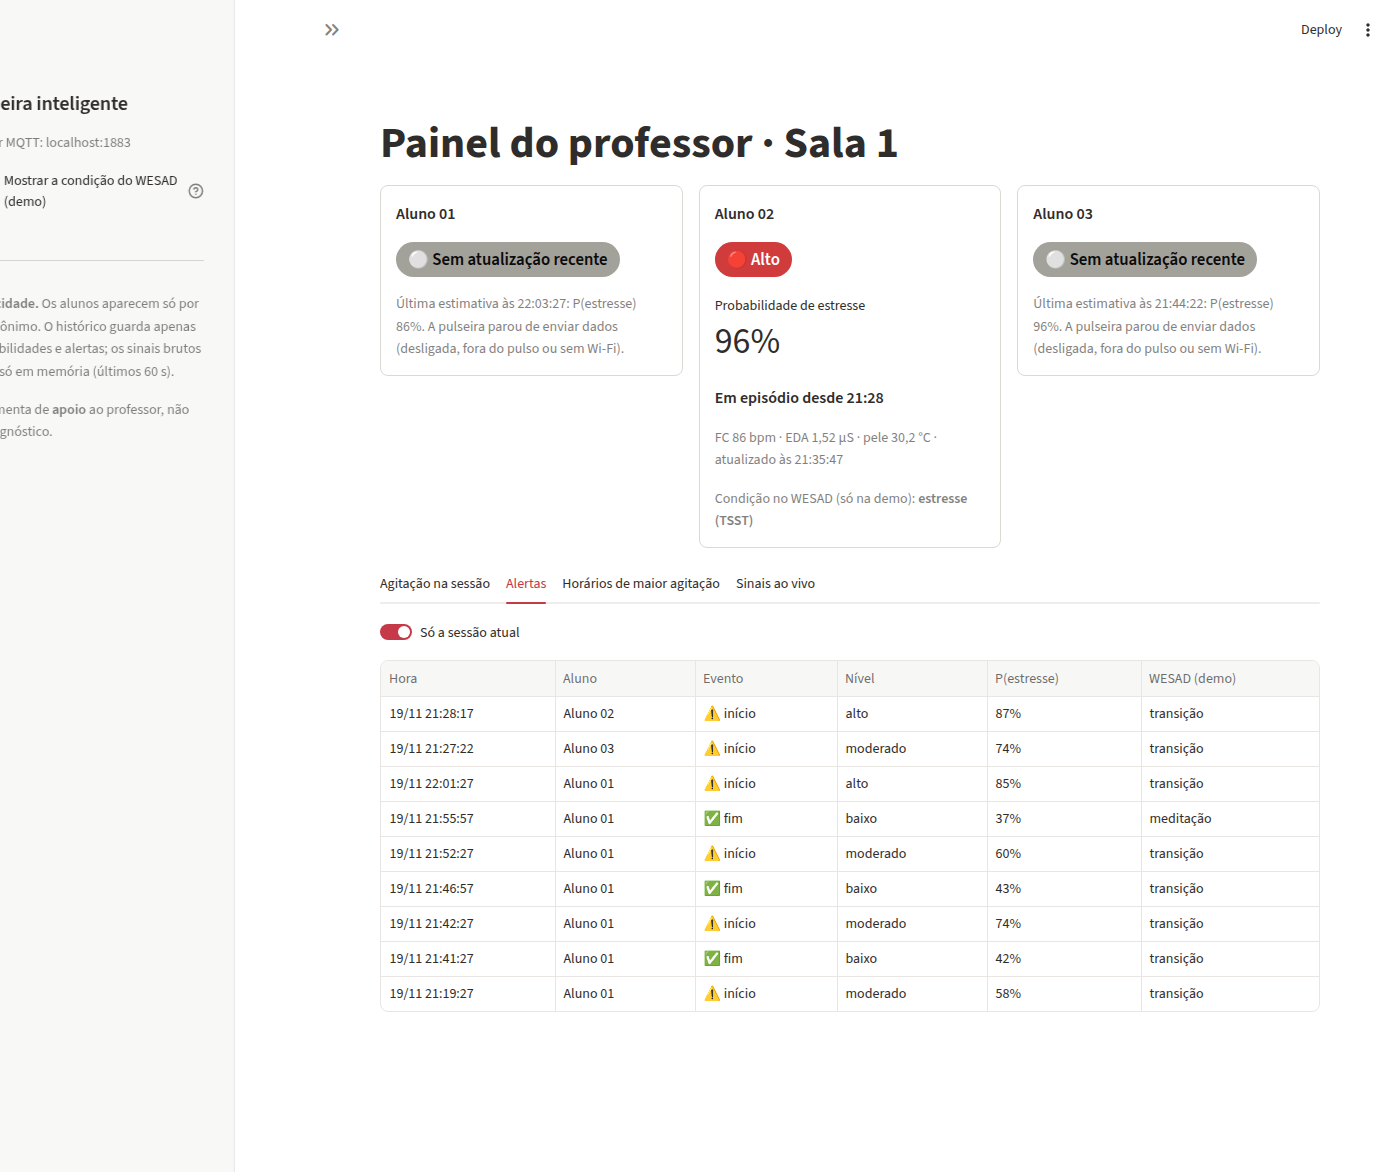 Deploy
eira inteligente
r MQTT: localhost:1883
Mostrar a condição do WESAD
(demo)
cidade. Os alunos aparecem só por
ônimo. O histórico guarda apenas
bilidades e alertas; os sinais brutos
só em memória (últimos 60 s).
menta de apoio ao professor, não
gnóstico.
Painel do professor · Sala 1
Aluno 01
Sem atualização recente
Última estimativa às 22:03:27: P(estresse)
86%. A pulseira parou de enviar dados
(desligada, fora do pulso ou sem Wi-Fi).
Aluno 02
Alto
Probabilidade de estresse
96%
Em episódio desde 21:28
FC 86 bpm · EDA 1,52 µS · pele 30,2 °C ·
atualizado às 21:35:47
Condição no WESAD (só na demo): estresse
(TSST)
Aluno 03
Sem atualização recente
Última estimativa às 21:44:22: P(estresse)
96%. A pulseira parou de enviar dados
(desligada, fora do pulso ou sem Wi-Fi).
Agitação na sessão Alertas Horários de maior agitação Sinais ao vivo
Só a sessão atual
Hora Aluno Evento Nível P(estresse) WESAD (demo)
19/11 21:28:17 Aluno 02 ⚠️ início alto 87% transição
19/11 21:27:22 Aluno 03 ⚠️ início moderado 74% transição
19/11 22:01:27 Aluno 01 ⚠️ início alto 85% transição
19/11 21:55:57 Aluno 01 ✅ fim baixo 37% meditação
19/11 21:52:27 Aluno 01 ⚠️ início moderado 60% transição
19/11 21:46:57 Aluno 01 ✅ fim baixo 43% transição
19/11 21:42:27 Aluno 01 ⚠️ início moderado 74% transição
19/11 21:41:27 Aluno 01 ✅ fim baixo 42% transição
19/11 21:19:27 Aluno 01 ⚠️ início moderado 58% transição